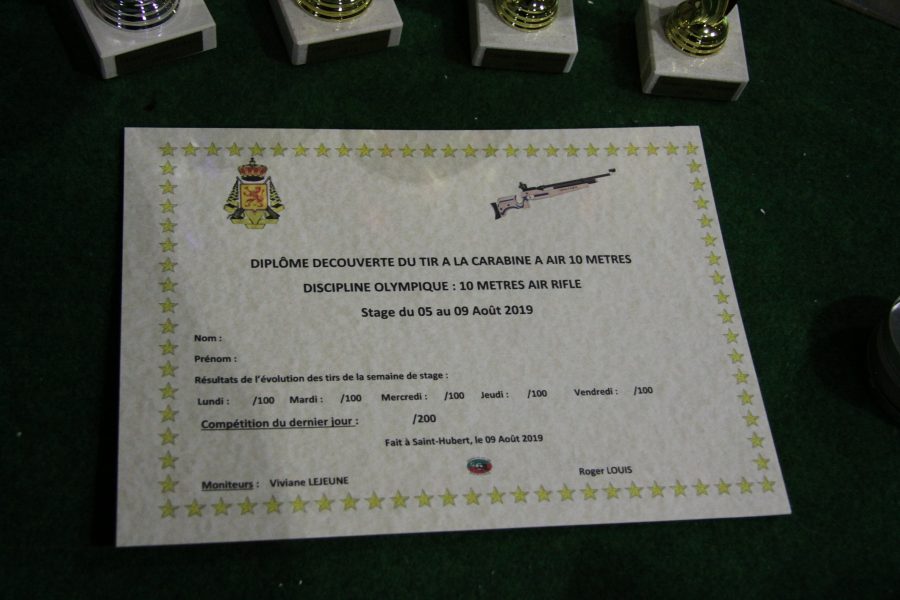 DIPLÔME DECOUVERTE DU TIR A LA CARABINE A AIR 10 METRES
DISCIPLINE OLYMPIQUE : 10 METRES AIR RIFLE
Stage du 05 au 09 Août 2019
Nom :
Prénom :
Résultats de l'évolution des tirs de la semaine de stage :
Lundi : /100 Mardi : /100 Mercredi : /100 Jeudi : /100 Vendredi : /100
Compétition du dernier jour : /200
Fait à Saint-Hubert, le 09 Août 2019
Moniteurs : Viviane LEJEUNE Roger LOUIS